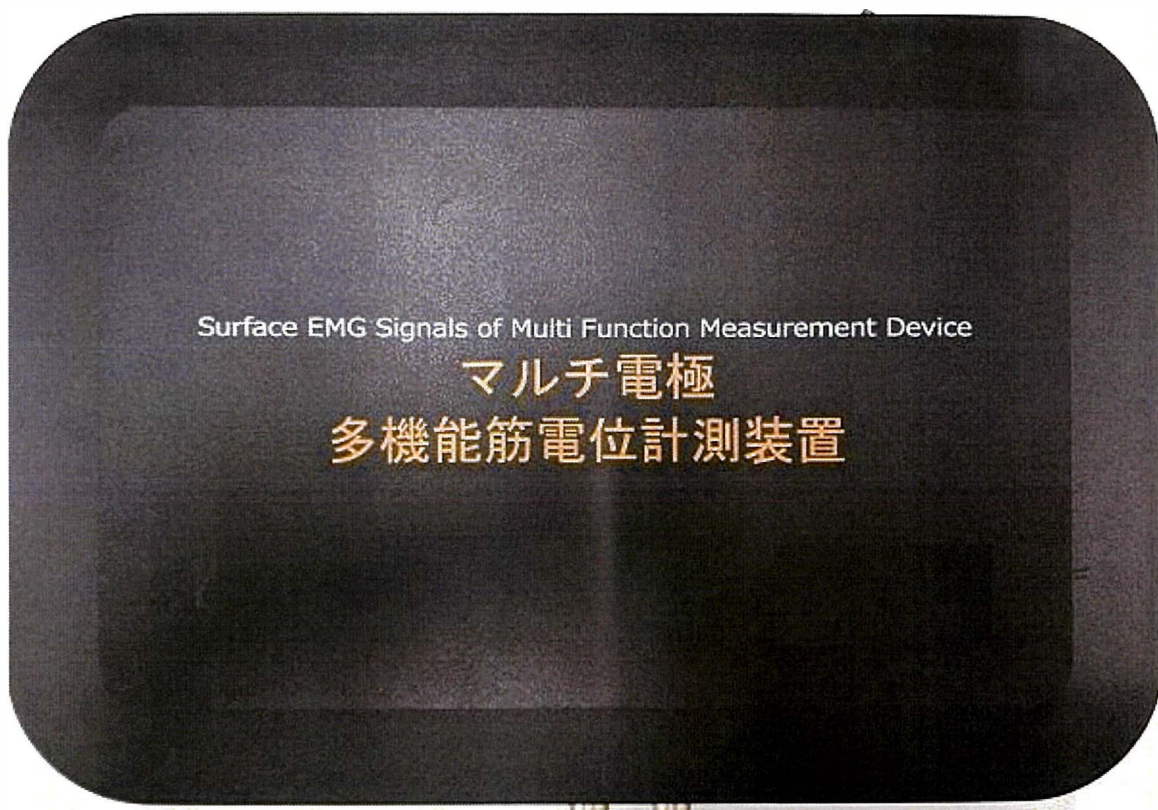 Surface EMG Signals of Multi Function Measurement Device
マルチ電極
多機能筋電位計測装置